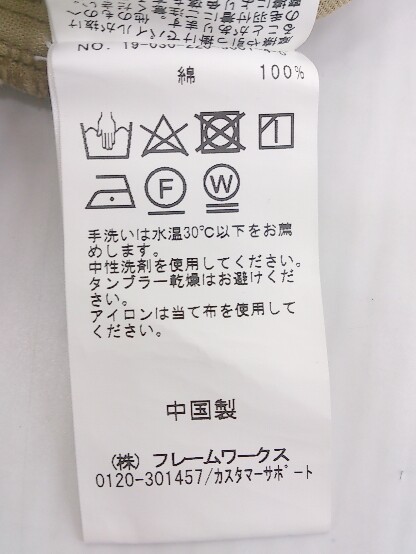 綿 100%
F W
手洗いは水温30℃以下をお薦
めします。
中性洗剤を使用してください。
タンブラー乾燥はお避けくだ
さい。
アイロンは当て布を使用して
ください。
中国製
(株) フレームワークス
0120-301457/カスタマーサポート